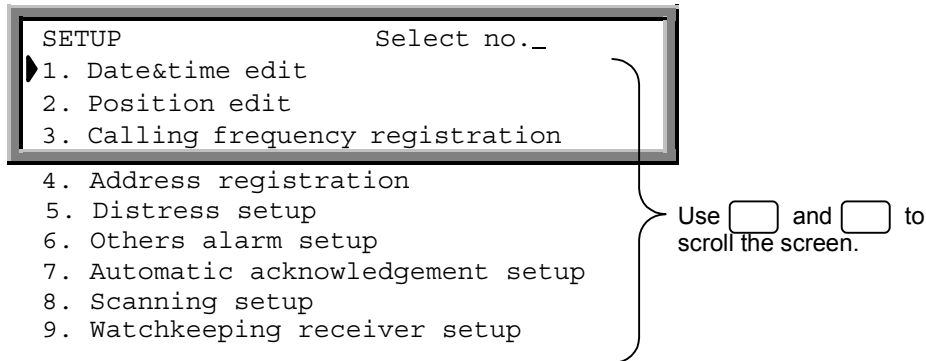 SETUP Select no._
1. Date&time edit
2. Position edit
3. Calling frequency registration
4. Address registration
5. Distress setup
6. Others alarm setup
7. Automatic acknowledgement setup
8. Scanning setup
9. Watchkeeping receiver setup
Use and to
scroll the screen.